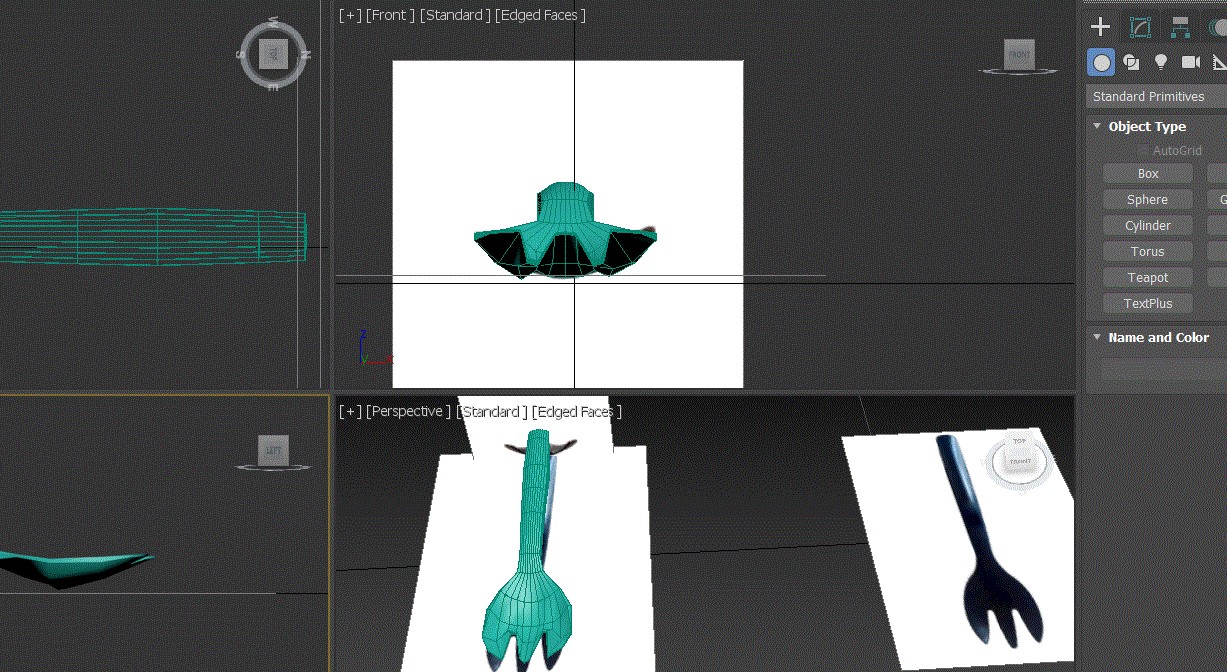 [+] [Front ] [Standard ] [Edged Faces ]
W
TOP
N
S
E
FRONT
Standard Primitives
Object Type
AutoGrid
Box
Sphere
G
Cylinder
Torus
Teapot
TextPlus
Name and Color
z
y
x
[+] [Perspective ] [Standard ] [Edged Faces ]
LEFT
TOP
FRONT